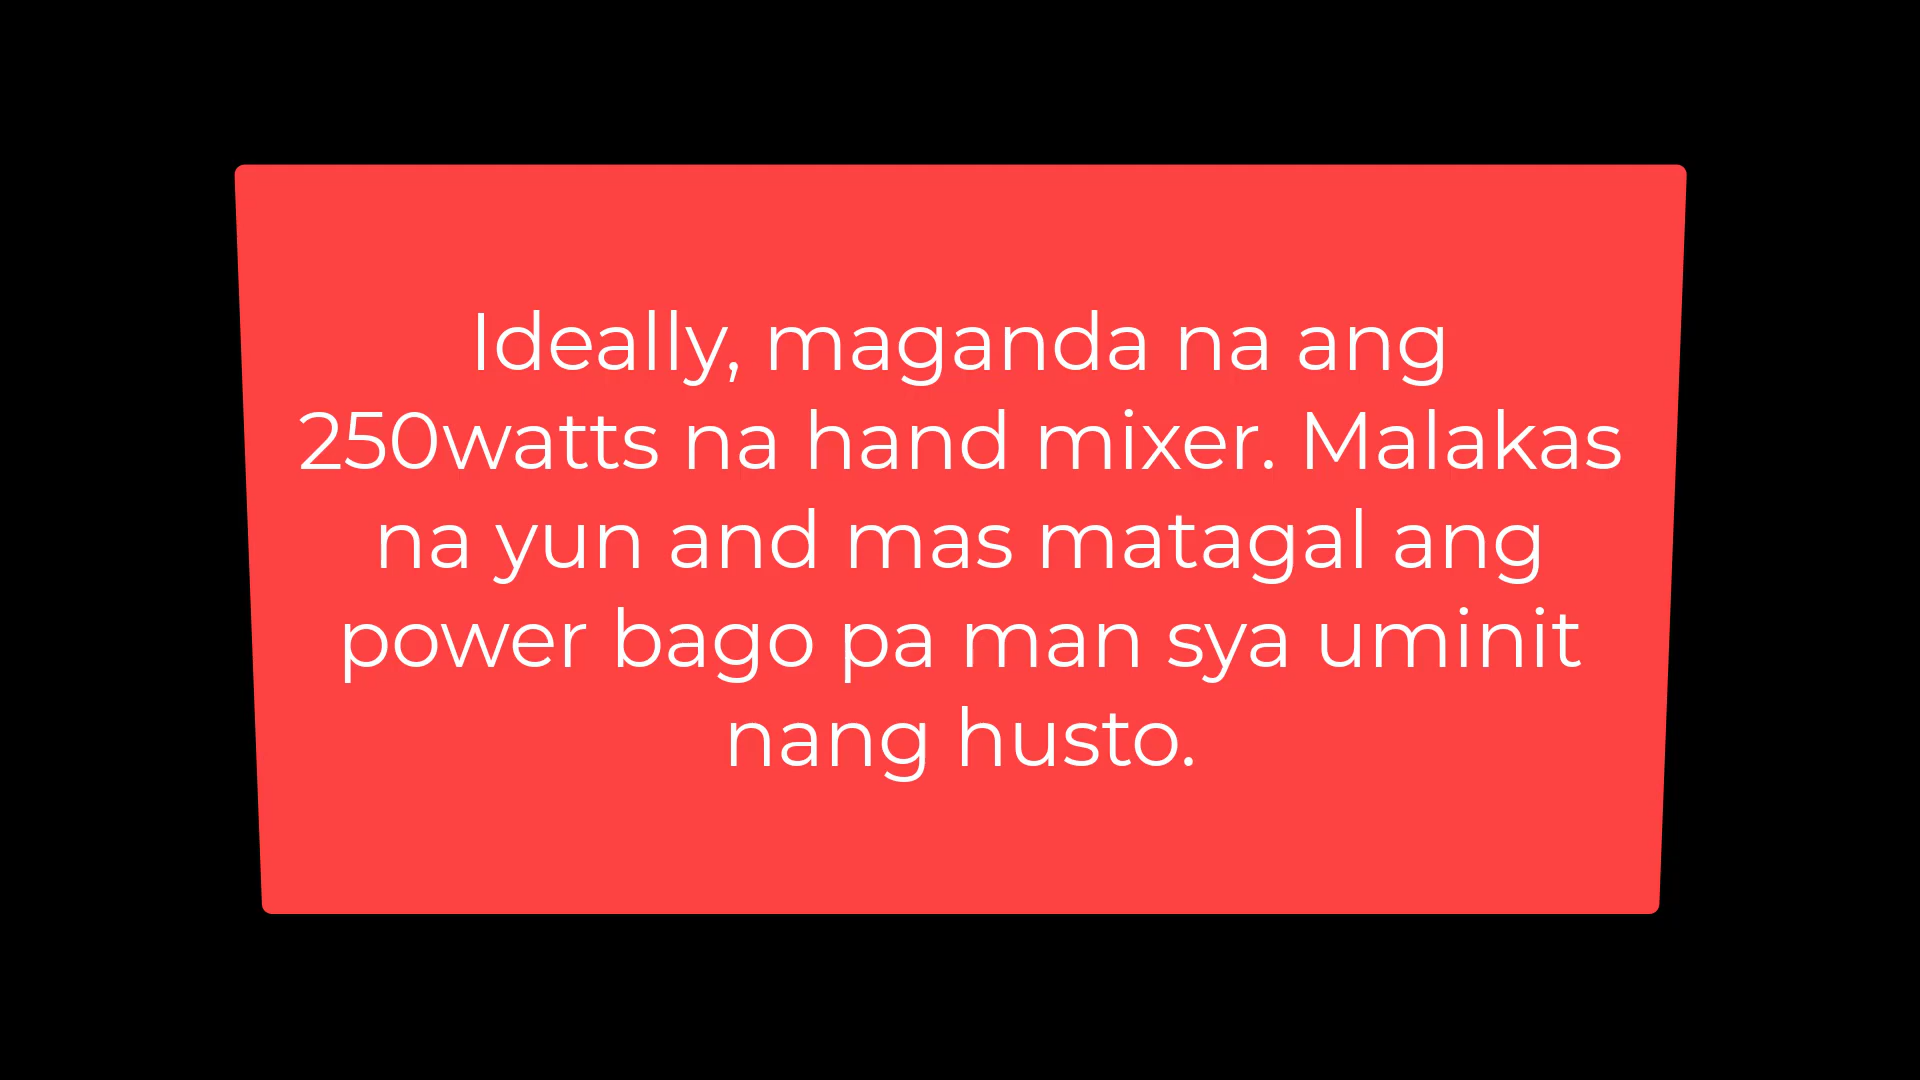 Ideally, maganda na ang
250watts na hand mixer. Malakas
na yun and mas matagal ang
power bago pa man sya uminit
nang husto.